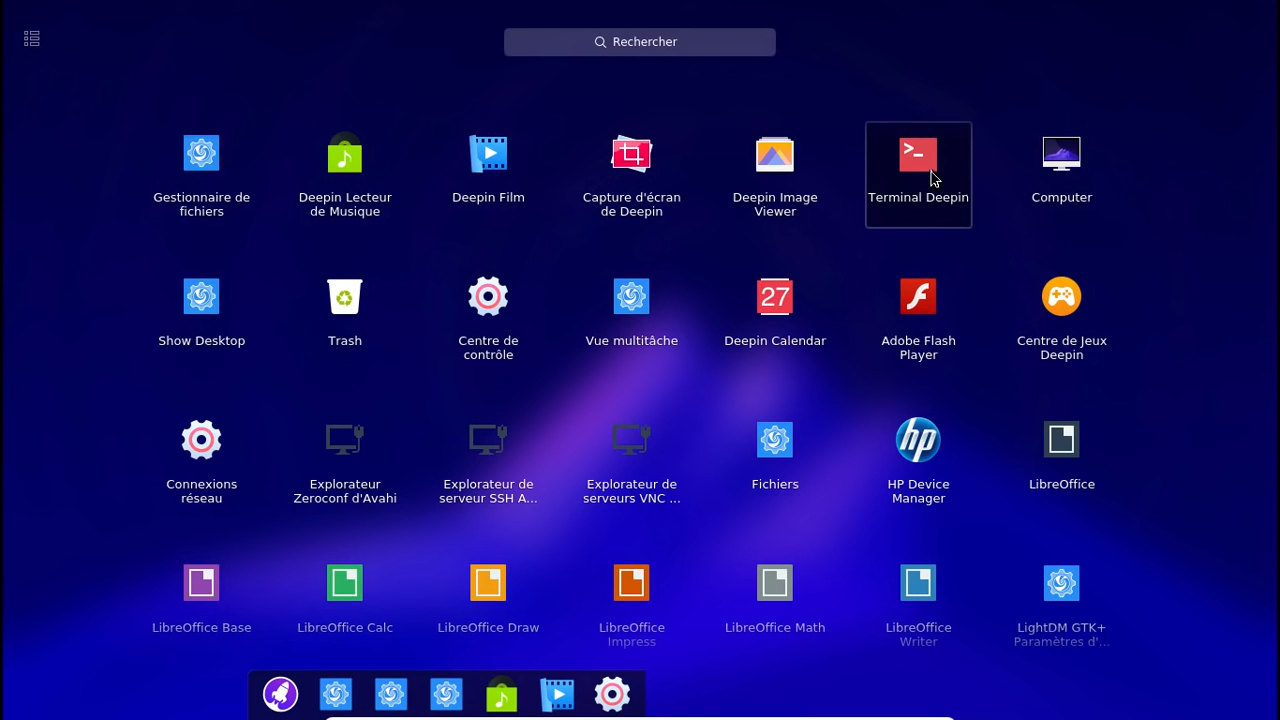 Rechercher
Gestionnaire de
fichiers
Deepin Lecteur
de Musique
Deepin Film
Capture d'écran
de Deepin
Deepin Image
Viewer
>_
Terminal Deepin
Computer
Show Desktop
Trash
Centre de
contrôle
Vue multitâche
27
Deepin Calendar
Adobe Flash
Player
Centre de Jeux
Deepin
Connexions
réseau
Explorateur
Zeroconf d'Avahi
Explorateur de
serveur SSH A...
Explorateur de
serveurs VNC ...
Fichiers
hp
HP Device
Manager
LibreOffice
LibreOffice Base
LibreOffice Calc
LibreOffice Draw
LibreOffice
Impress
LibreOffice Math
LibreOffice
Writer
LightDM GTK+
Paramètres d'...